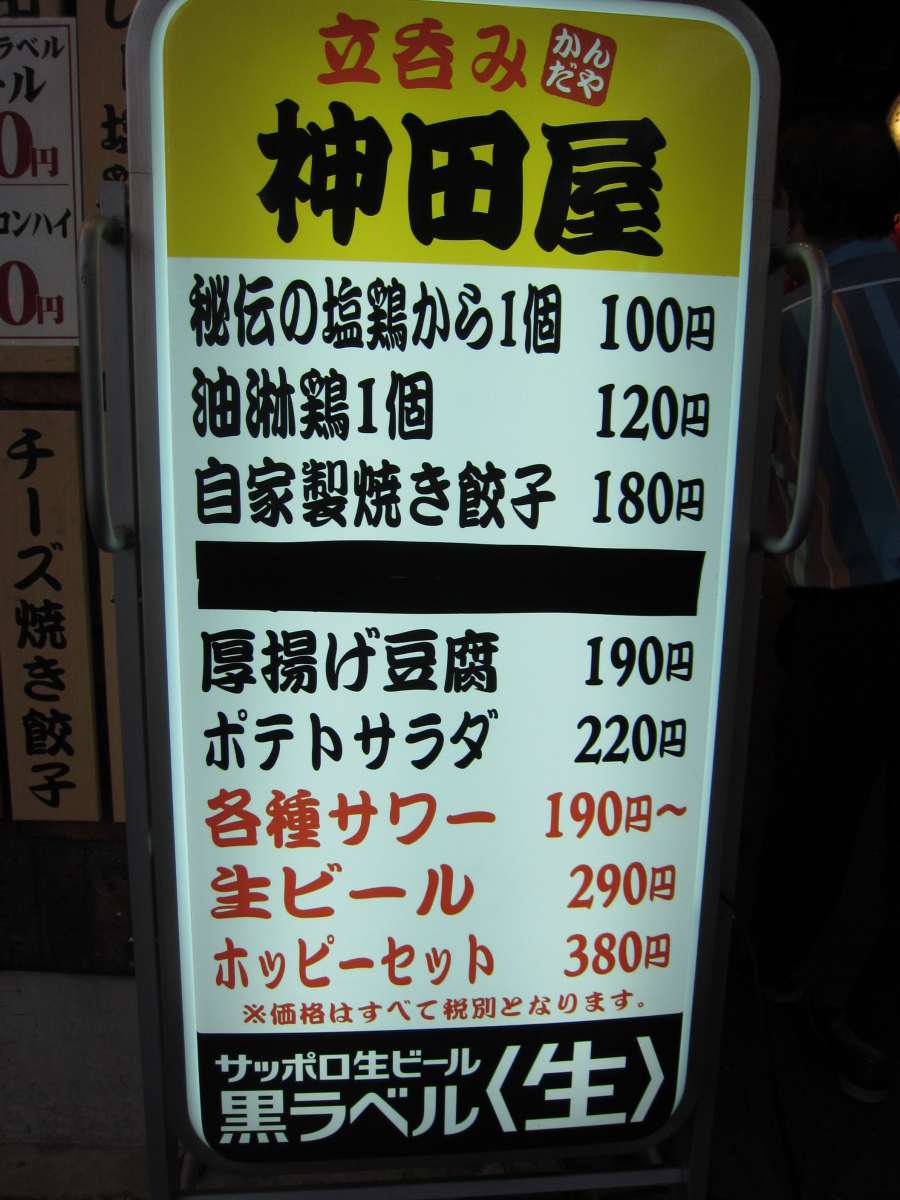 立呑み かんだや
神田屋
秘伝の塩鶏から1個 100円
油淋鶏1個 120円
自家製焼き餃子 180円
厚揚げ豆腐 190円
ポテトサラダ 220円
各種サワー 190円～
生ビール 290円
ホッピーセット 380円
※価格はすべて税別となります。
サッポロ生ビール
黒ラベル〈生〉
ラベル
ール
0円
コンハイ
0円
チーズ焼き餃子